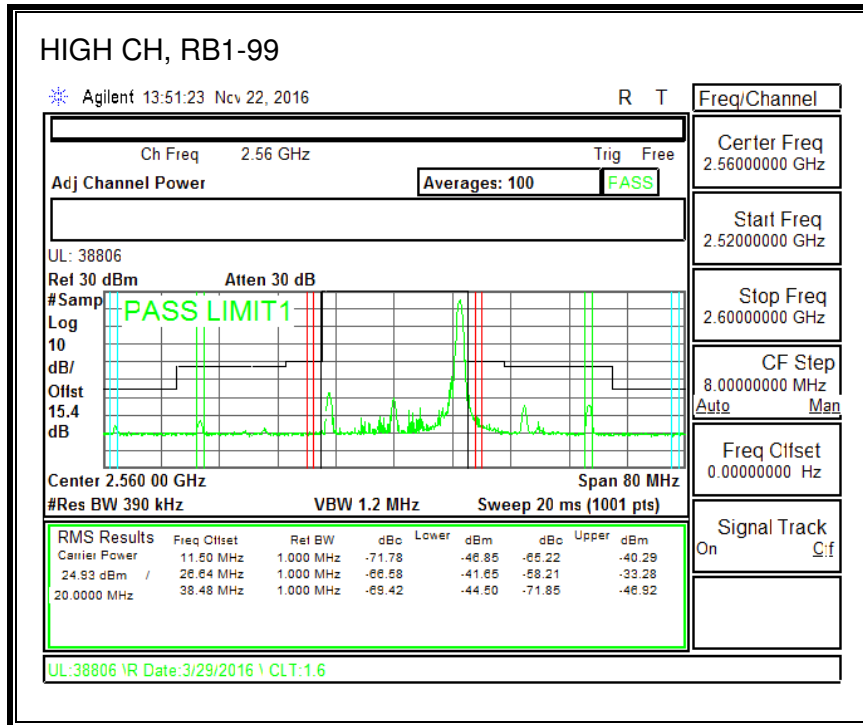 HIGH CH, RB1-99
Agilent 13:51:23 Nov 22, 2016 R T
Freq/Channel
Ch Freq 2.56 GHz Trig Free
Adj Channel Power Averages: 100 PASS
Center Freq
2.56000000 GHz
Start Freq
2.52000000 GHz
UL: 38806
Ref 30 dBm Atten 30 dB
#Samp
Log
10
dB/
Offst
15.4
dB
PASS LIMIT1
Stop Freq
2.60000000 GHz
CF Step
8.00000000 MHz
Auto Man
Freq Offset
0.00000000 Hz
Center 2.560 00 GHz Span 80 MHz
#Res BW 390 kHz VBW 1.2 MHz Sweep 20 ms (1001 pts)
Signal Track
On Off
RMS Results Freq Offset Ref BW dBc Lower dBm dBc Upper dBm
Carrier Power 11.50 MHz 1.000 MHz -71.78 -46.85 -65.22 -40.29
24.93 dBm / 26.64 MHz 1.000 MHz -66.58 -41.65 -58.21 -33.28
20.0000 MHz 38.48 MHz 1.000 MHz -69.42 -44.50 -71.85 -46.92
UL:38806 \R Date:3/29/2016 \ CLT:1.6